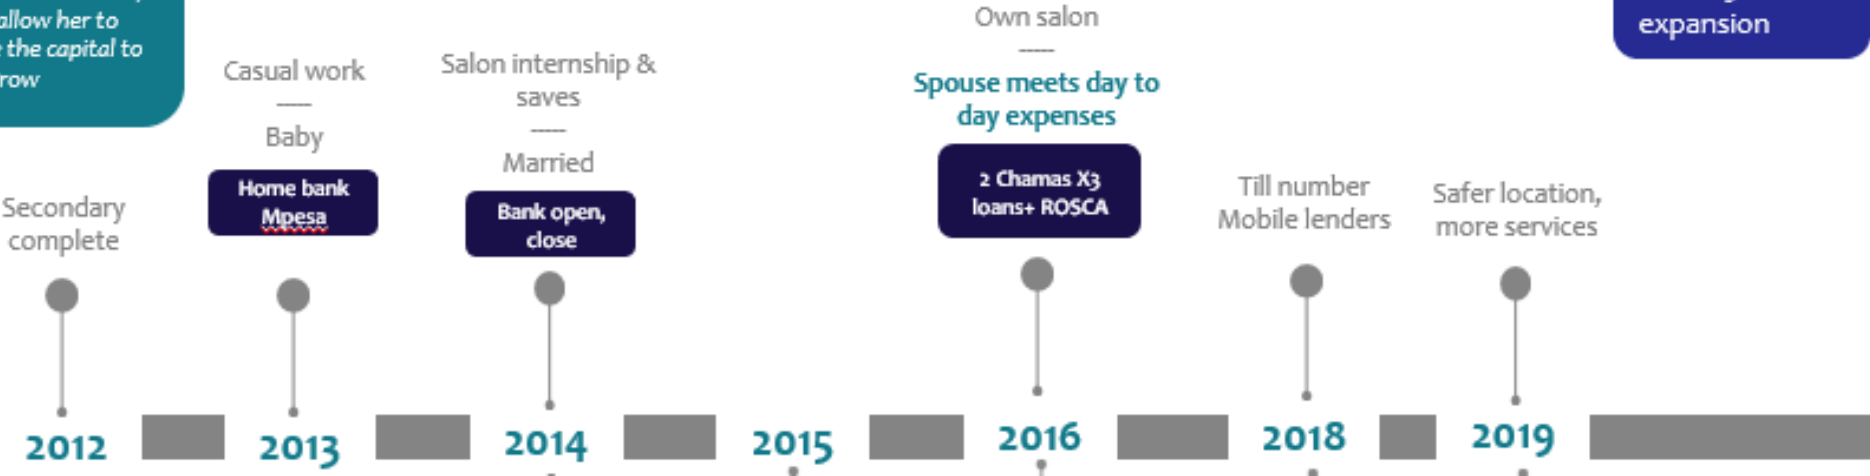 allow her to
the capital to
row
expansion
Own salon
-----
Spouse meets day to
day expenses
2 Chamas X3
loans+ ROSCA
Casual work
-----
Baby
Home bank
Mpesa
Salon internship &
saves
-----
Married
Bank open,
close
Secondary
complete
Till number
Mobile lenders
Safer location,
more services
2012
2013
2014
2015
2016
2018
2019